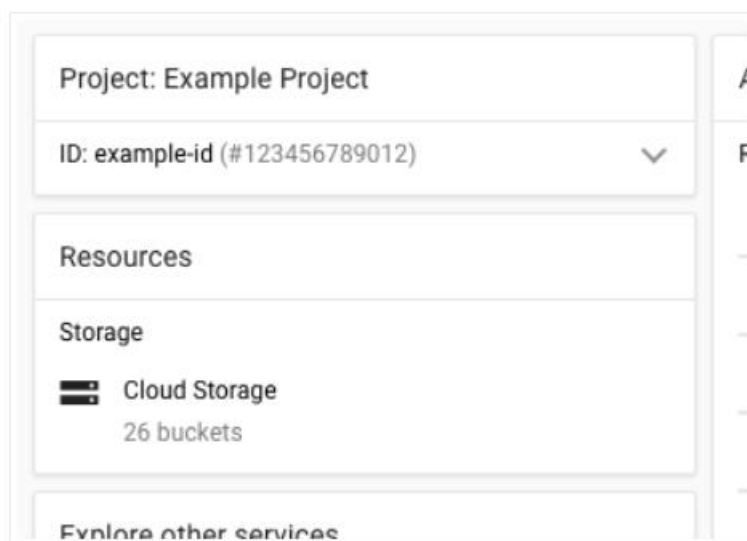 Project: Example Project
ID: example-id (#123456789012)
Resources
Storage
Cloud Storage
26 buckets
Explore other services